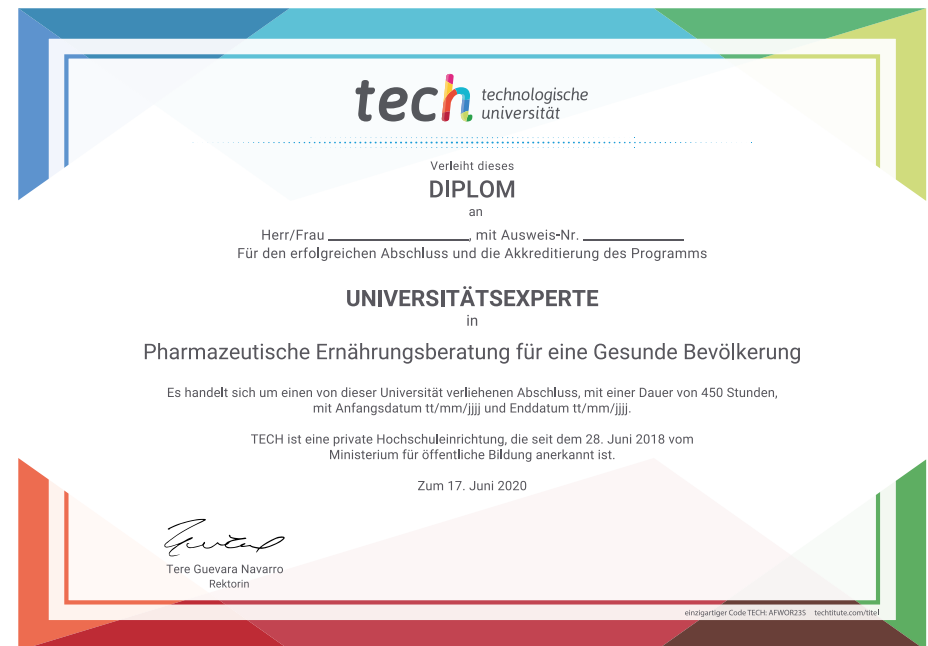 tech technologische
universität
Verleiht dieses
DIPLOM
an
Herr/Frau ____________, mit Ausweis-Nr. ____________
Für den erfolgreichen Abschluss und die Akkreditierung des Programms
UNIVERSITÄTSEXPERTE
in
Pharmazeutische Ernährungsberatung für eine Gesunde Bevölkerung
Es handelt sich um einen von dieser Universität verliehenen Abschluss, mit einer Dauer von 450 Stunden,
mit Anfangsdatum tt/mm/jjjj und Enddatum tt/mm/jjjj.
TECH ist eine private Hochschuleinrichtung, die seit dem 28. Juni 2018 vom
Ministerium für öffentliche Bildung anerkannt ist.
Zum 17. Juni 2020
Tere Guevara Navarro
Rektorin
einzigartiger Code TECH: AFWOR23S techtitute.com/titel